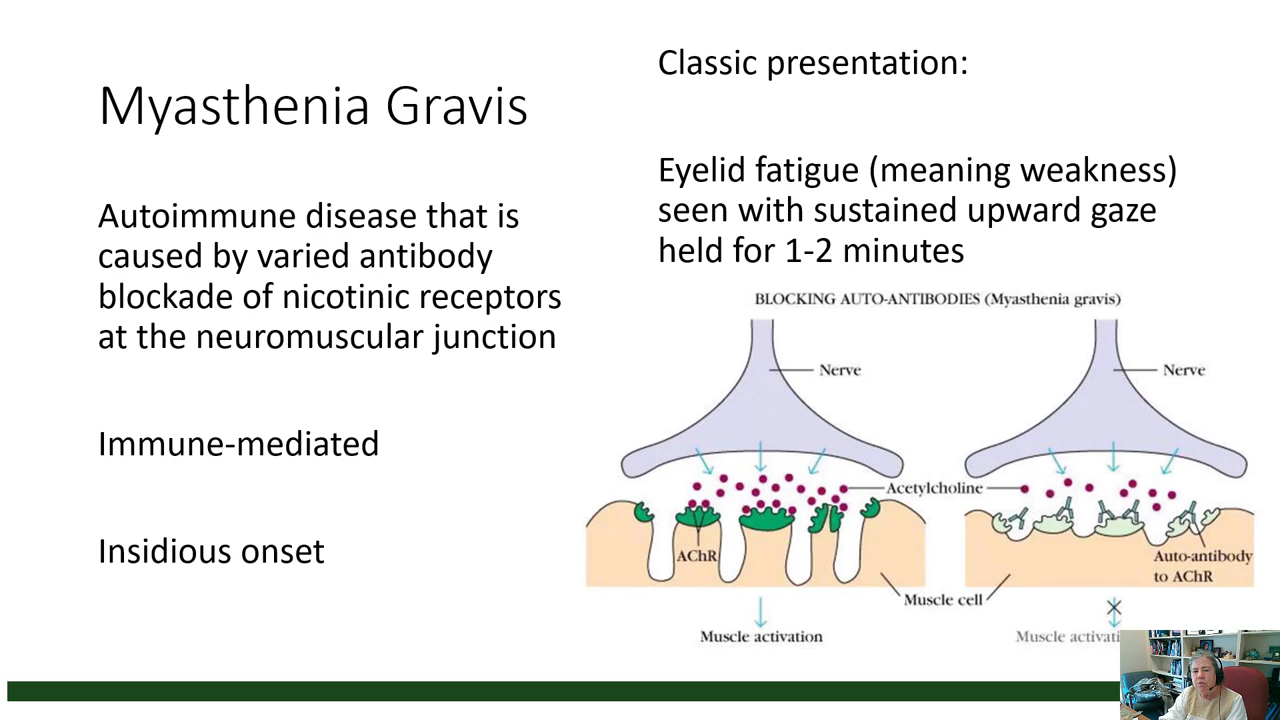 Myasthenia Gravis
Autoimmune disease that is
caused by varied antibody
blockade of nicotinic receptors
at the neuromuscular junction
Immune-mediated
Insidious onset
Classic presentation:
Eyelid fatigue (meaning weakness)
seen with sustained upward gaze
held for 1-2 minutes
BLOCKING AUTO-ANTIBODIES (Myasthenia gravis)
Nerve
Nerve
Acetylcholine
AChR
Auto-antibody
to AChR
Muscle cell
Muscle activation
Muscle activati